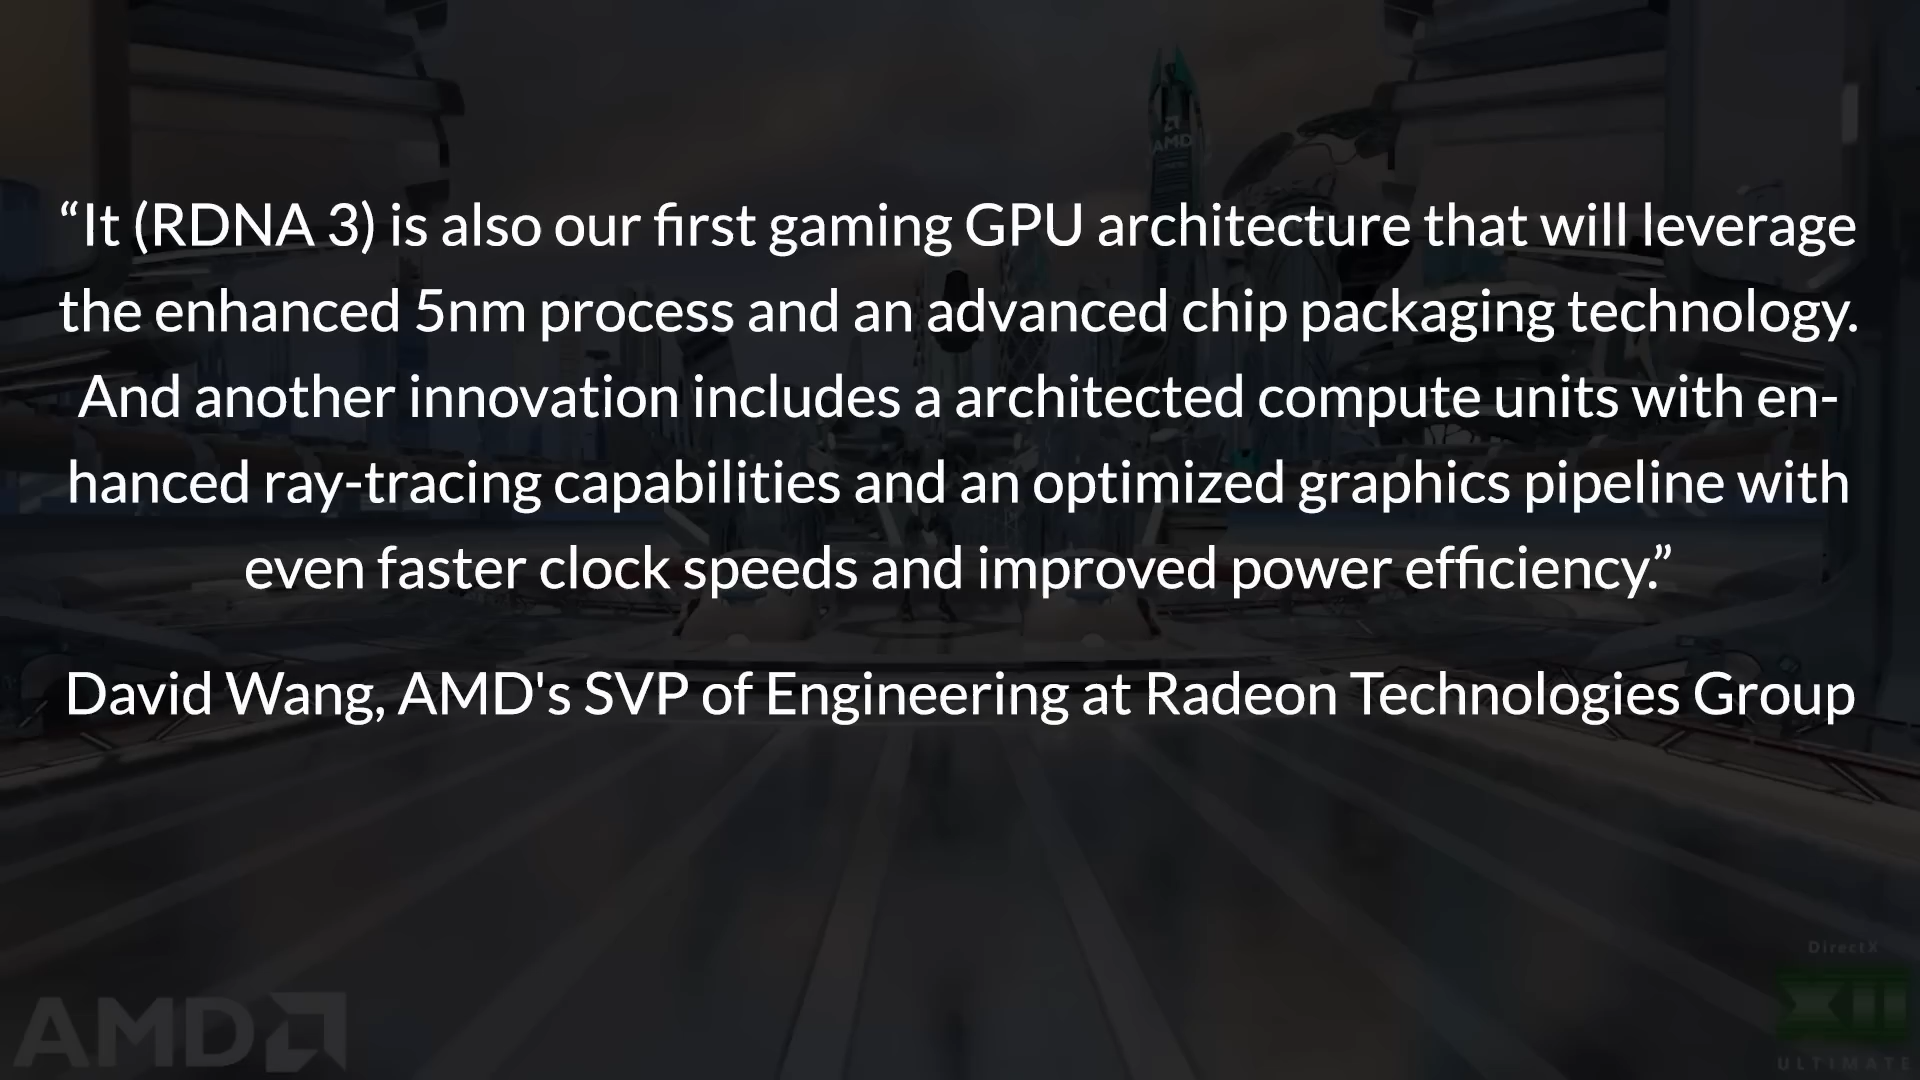 AMD
“It (RDNA 3) is also our first gaming GPU architecture that will leverage
the enhanced 5nm process and an advanced chip packaging technology.
And another innovation includes a architected compute units with en-
hanced ray-tracing capabilities and an optimized graphics pipeline with
even faster clock speeds and improved power efficiency.”
David Wang, AMD's SVP of Engineering at Radeon Technologies Group
DirectX
XII
ULTIMATE
AMD